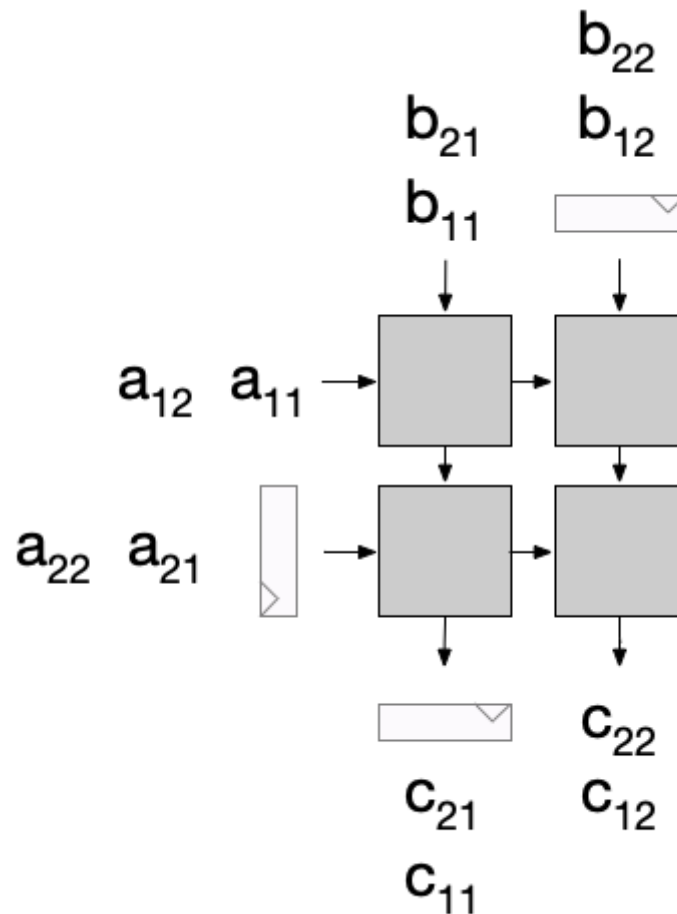 b₂₂
b₂₁ b₁₂
b₁₁
a₁₂ a₁₁
a₂₂ a₂₁
c₂₂
c₂₁ c₁₂
c₁₁